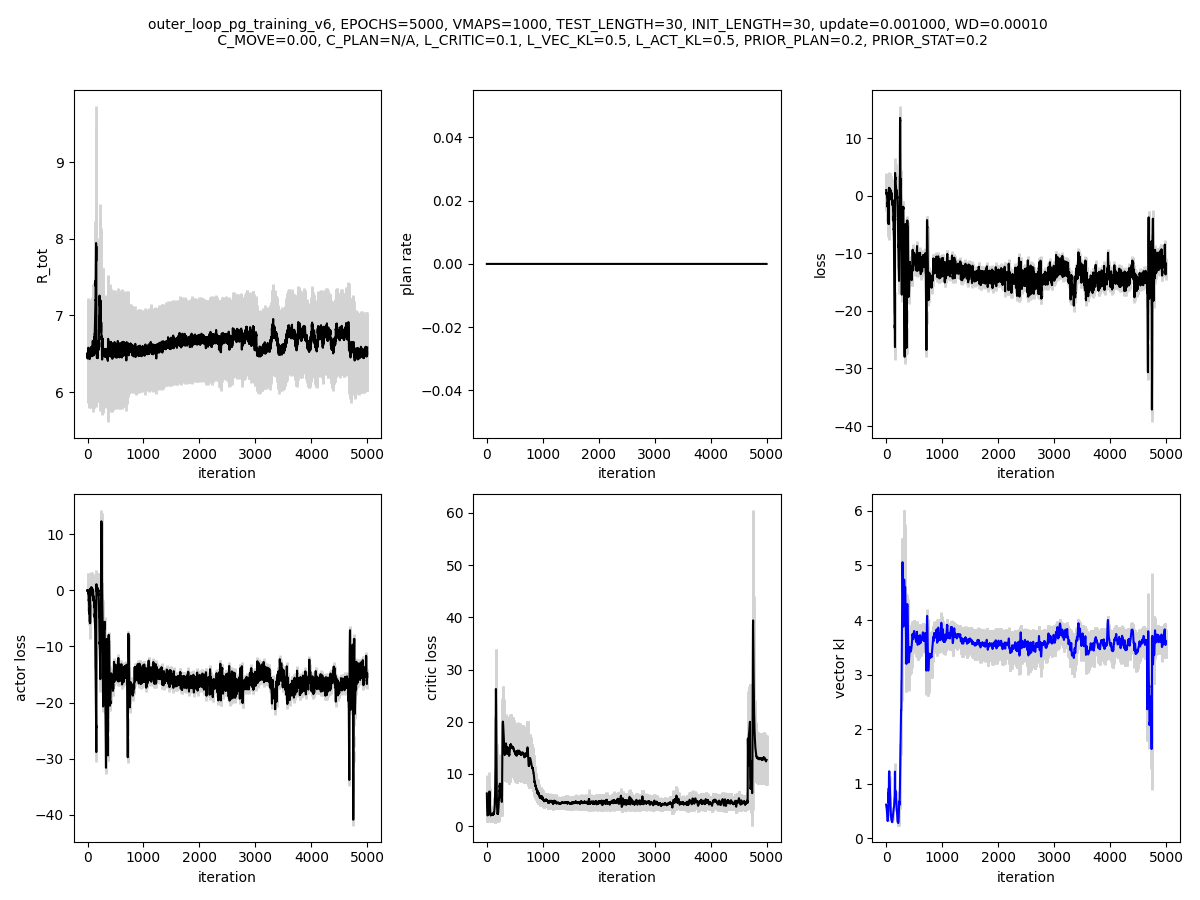 outer_loop_pg_training_v6, EPOCHS=5000, VMAPS=1000, TEST_LENGTH=30, INIT_LENGTH=30, update=0.001000, WD=0.00010
C_MOVE=0.00, C_PLAN=N/A, L_CRITIC=0.1, L_VEC_KL=0.5, L_ACT_KL=0.5, PRIOR_PLAN=0.2, PRIOR_STAT=0.2
R_tot
9
8
7
6
0 1000 2000 3000 4000 5000
iteration
plan rate
0.04
0.02
0.00
−0.02
−0.04
0 1000 2000 3000 4000 5000
iteration
loss
10
0
−10
−20
−30
−40
0 1000 2000 3000 4000 5000
iteration
actor loss
10
0
−10
−20
−30
−40
0 1000 2000 3000 4000 5000
iteration
critic loss
60
50
40
30
20
10
0
0 1000 2000 3000 4000 5000
iteration
vector kl
6
5
4
3
2
1
0
0 1000 2000 3000 4000 5000
iteration